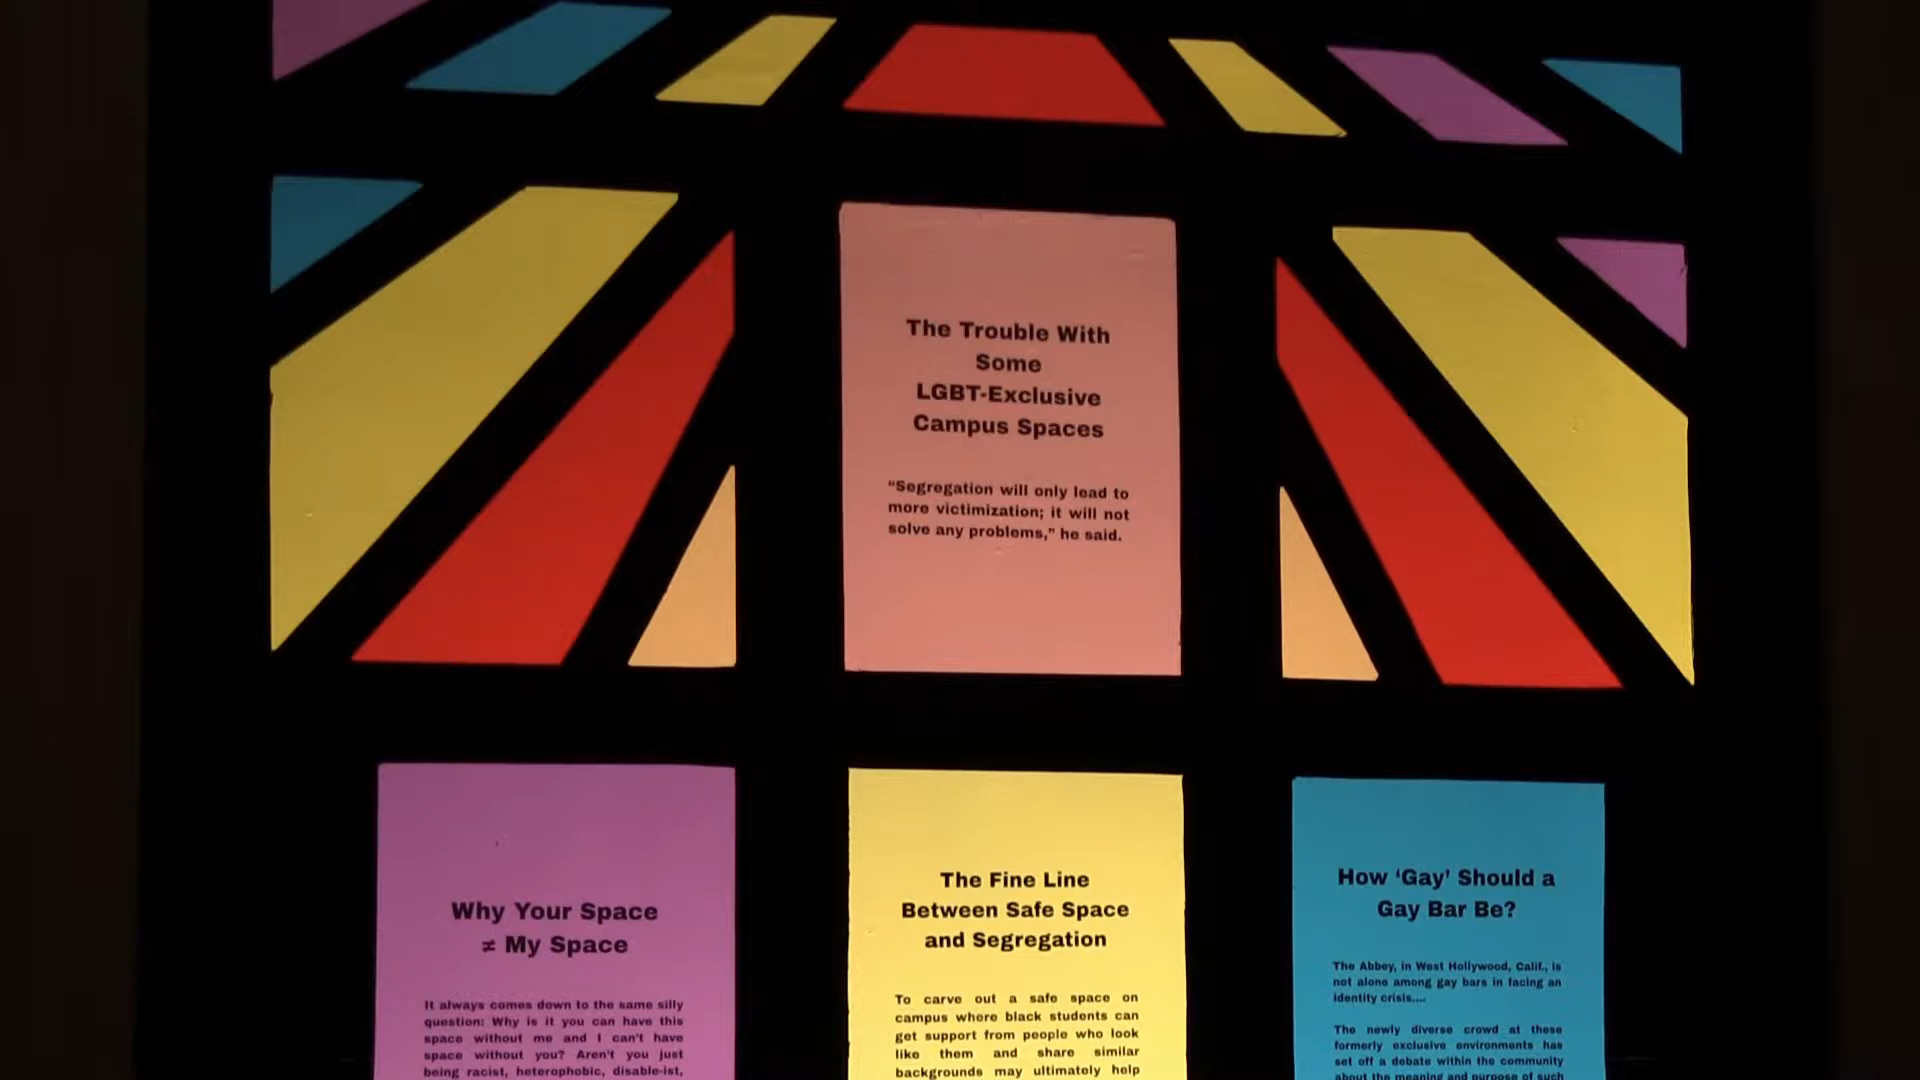 The Trouble With
Some
LGBT-Exclusive
Campus Spaces
“Segregation will only lead to
more victimization; it will not
solve any problems,” he said.
Why Your Space
≠ My Space
It always comes down to the same silly
question: Why is it you can have this
space without me and I can't have
space without you? Aren't you just
being racist, heterophobic, disable-ist,
The Fine Line
Between Safe Space
and Segregation
To carve out a safe space on
campus where black students can
get support from people who look
like them and share similar
backgrounds may ultimately help
How ‘Gay’ Should a
Gay Bar Be?
The Abbey, in West Hollywood, Calif., is
not alone among gay bars in facing an
identity crisis....
The newly diverse crowd at these
formerly exclusive environments has
set off a debate within the community
about the meaning and purpose of such